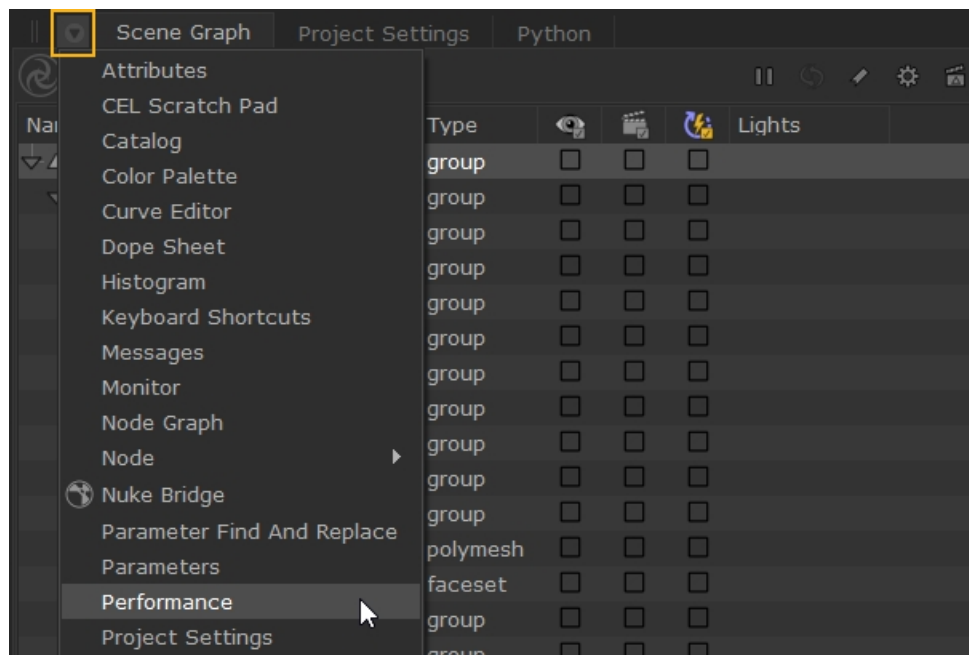 Scene Graph Project Settings Python
Attributes
CEL Scratch Pad
Nar Type Lights
Catalog
group
Color Palette
group
Curve Editor
group
Dope Sheet
group
Histogram
group
Keyboard Shortcuts
group
Messages
group
Monitor
group
Node Graph
group
Node
group
Nuke Bridge
group
Parameter Find And Replace
polymesh
Parameters
faceset
Performance
group
Project Settings
group